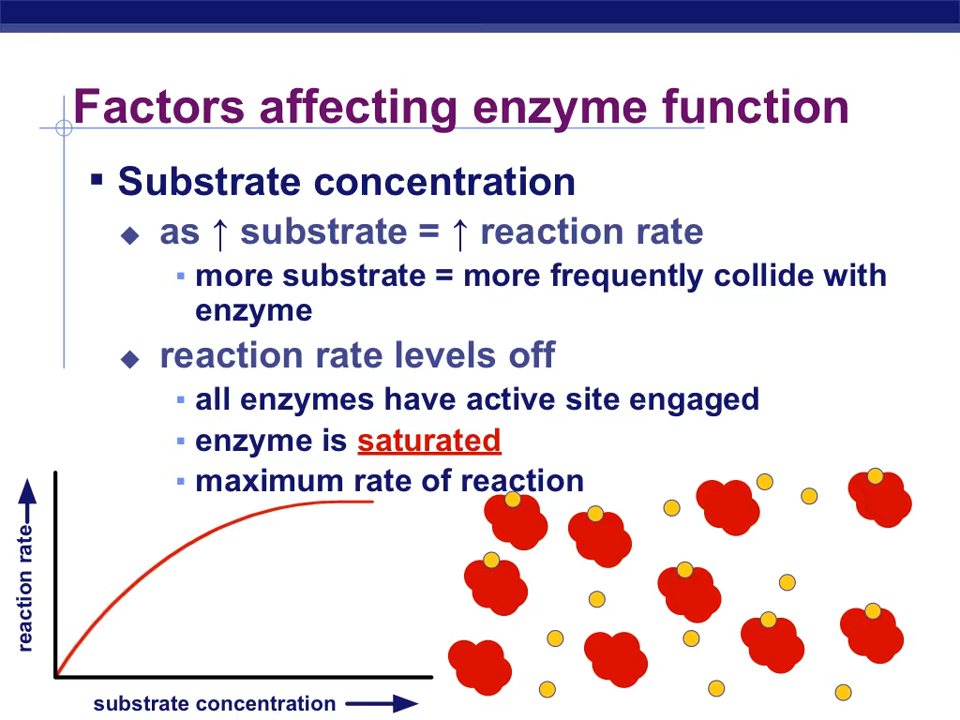 Factors affecting enzyme function
▪ Substrate concentration
◆ as ↑ substrate = ↑ reaction rate
▪ more substrate = more frequently collide with
enzyme
◆ reaction rate levels off
▪ all enzymes have active site engaged
▪ enzyme is saturated
▪ maximum rate of reaction
reaction rate
substrate concentration